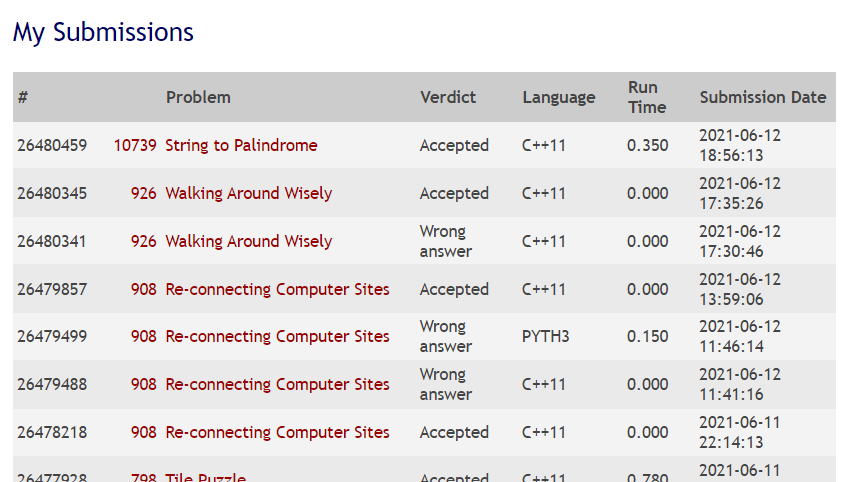 My Submissions
# Problem Verdict Language Run Time Submission Date
26480459 10739 String to Palindrome Accepted C++11 0.350 2021-06-12 18:56:13
26480345 926 Walking Around Wisely Accepted C++11 0.000 2021-06-12 17:35:26
26480341 926 Walking Around Wisely Wrong answer C++11 0.000 2021-06-12 17:30:46
26479857 908 Re-connecting Computer Sites Accepted C++11 0.000 2021-06-12 13:59:06
26479499 908 Re-connecting Computer Sites Wrong answer PYTH3 0.150 2021-06-12 11:46:14
26479488 908 Re-connecting Computer Sites Wrong answer C++11 0.000 2021-06-12 11:41:16
26478218 908 Re-connecting Computer Sites Accepted C++11 0.000 2021-06-11 22:14:13
26477928 798 Tile Puzzle Accepted C++11 0.780 2021-06-11